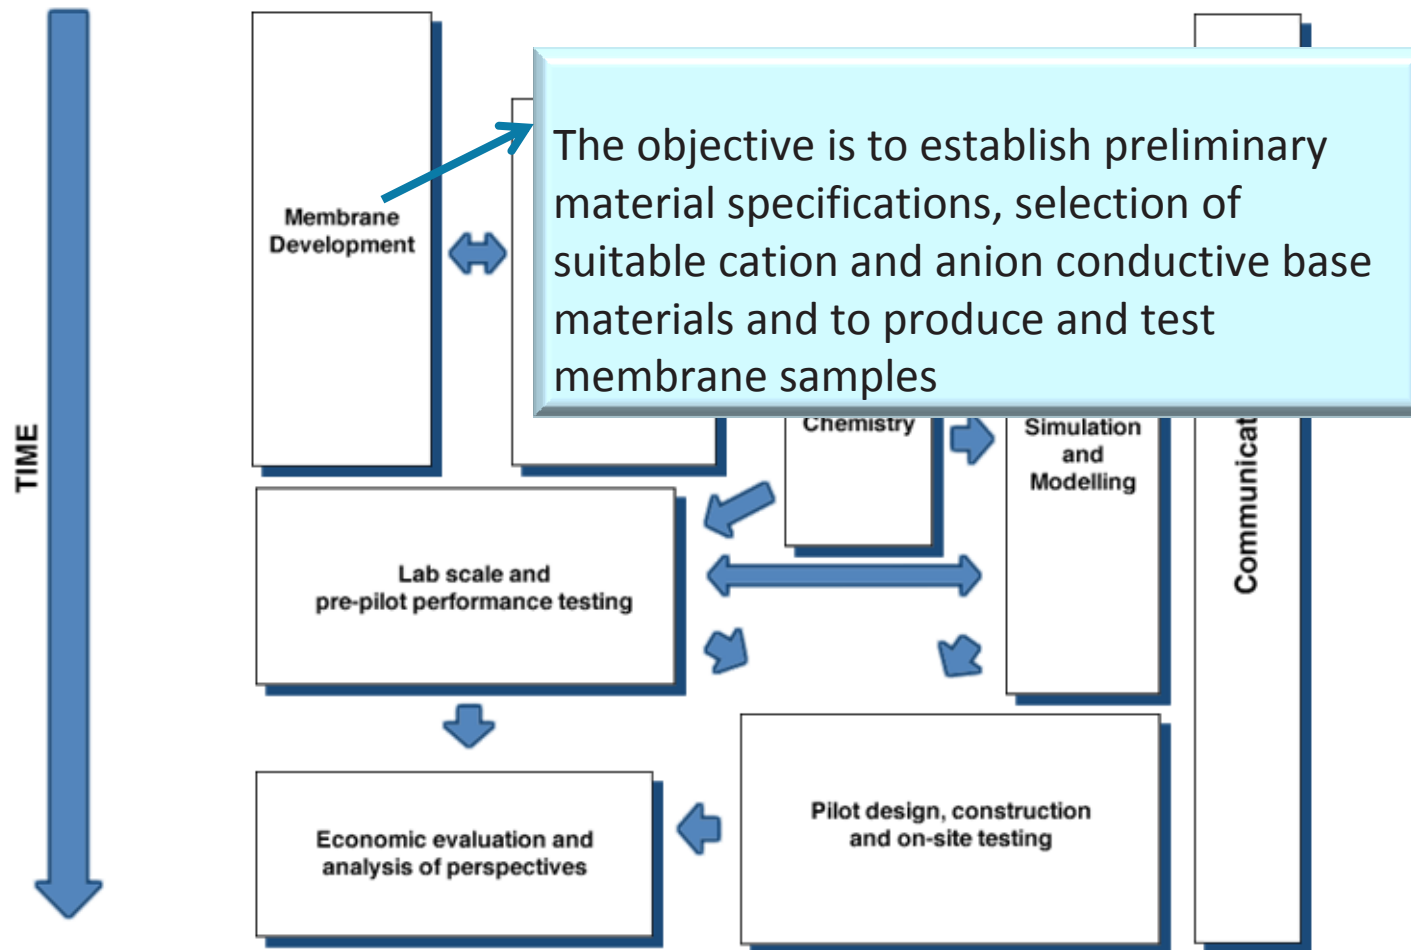 The objective is to establish preliminary
material specifications, selection of
suitable cation and anion conductive base
materials and to produce and test
membrane samples
Membrane
Development
TIME
Chemistry
Simulation
and
Modelling
Lab scale and
pre-pilot performance testing
Economic evaluation and
analysis of perspectives
Pilot design, construction
and on-site testing
Communicat